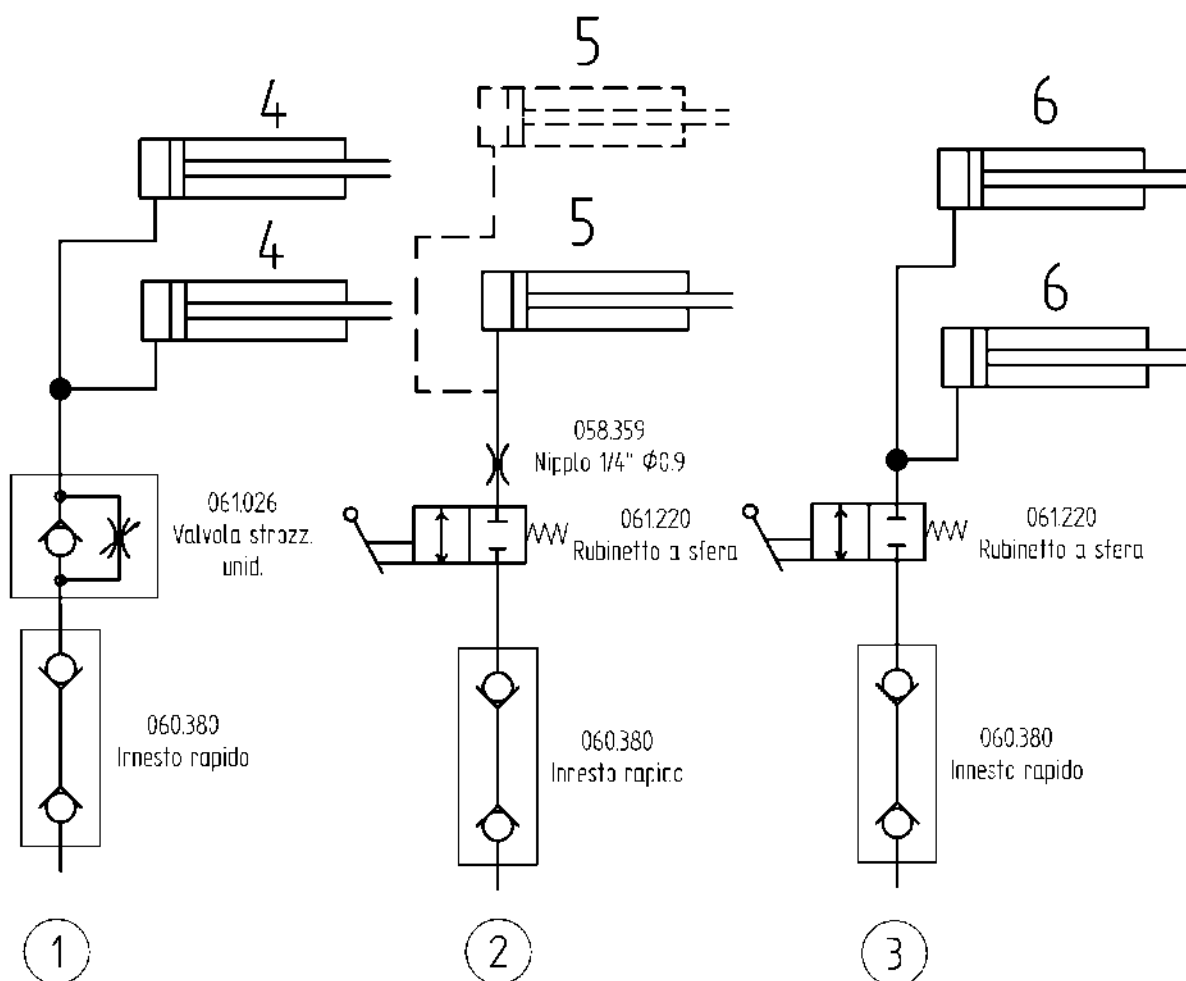 5
4
6
4
5
6
058.359
Nipplo 1/4" Φ0.9
061.026
Valvola strozz.
unid.
061.220
Rubinetto a sfera
061.220
Rubinetto a sfera
060.380
Innesto rapido
060.380
Innesto rapido
060.380
Innesto rapido
1
2
3